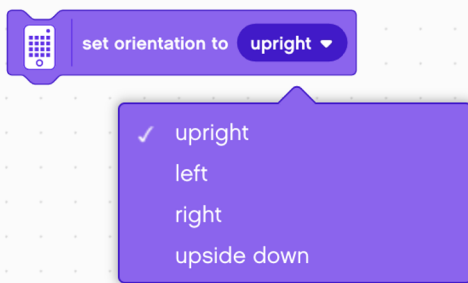 set orientation to upright
upright
left
right
upside down